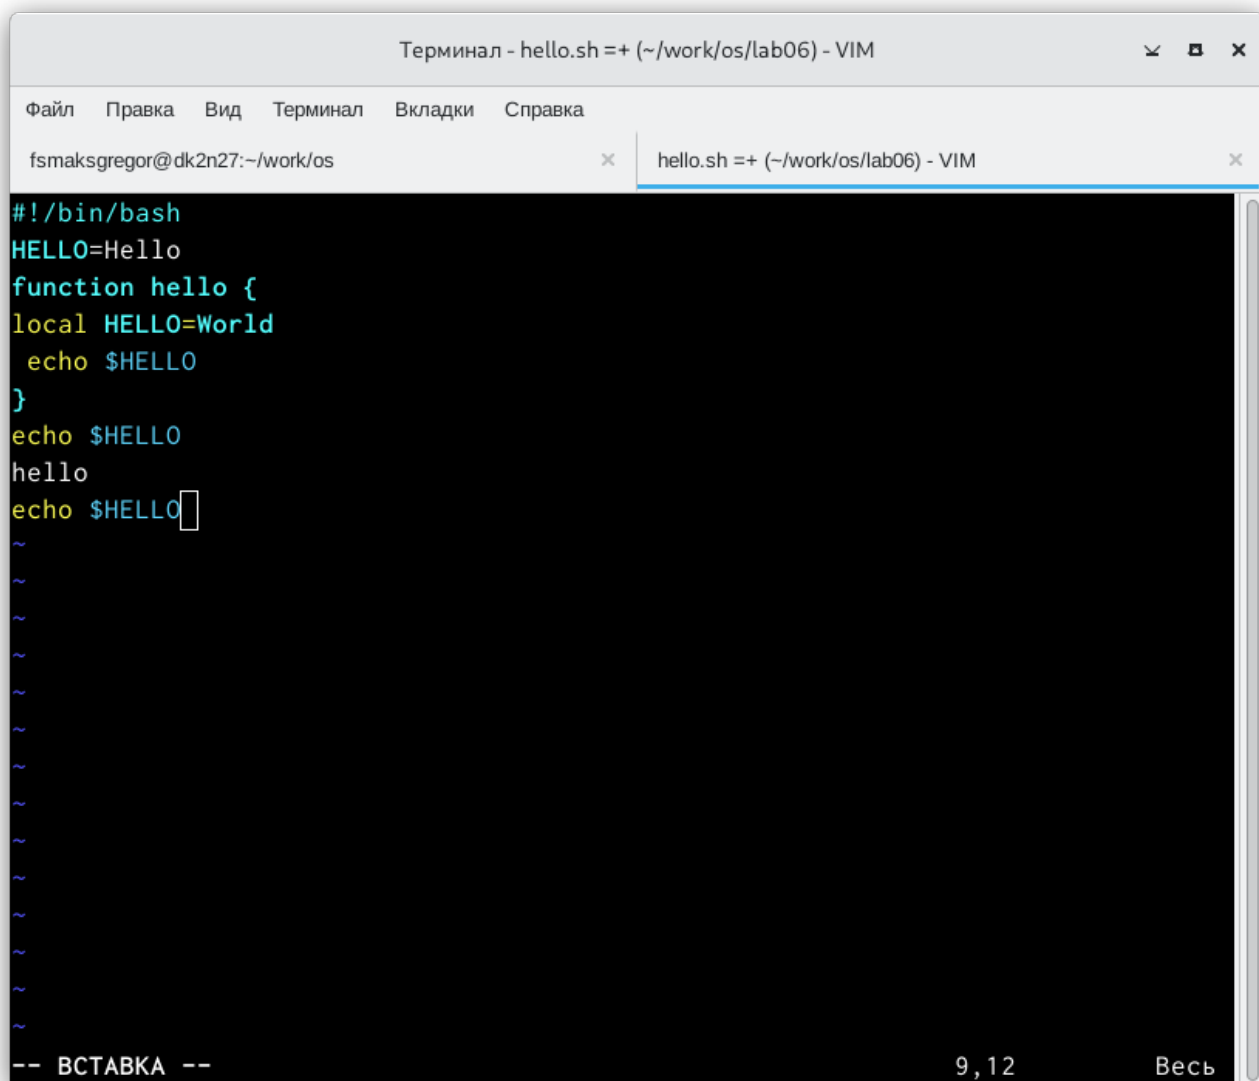 Терминал - hello.sh =+ (~/work/os/lab06) - VIM
Файл Правка Вид Терминал Вкладки Справка
fsmaksgregor@dk2n27:~/work/os hello.sh =+ (~/work/os/lab06) - VIM
#!/bin/bash
HELLO=Hello
function hello {
local HELLO=World
 echo $HELLO
}
echo $HELLO
hello
echo $HELLO
~
~
~
~
~
~
~
~
~
~
~
~
~
~
-- ВСТАВКА -- 9,12 Весь